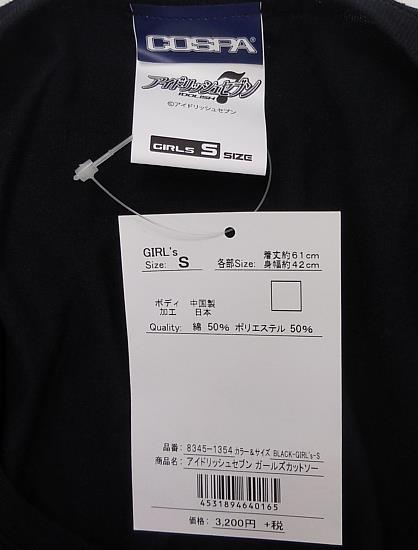 COSPA
アイドリッシュセブン
IDOLiSH7
©アイドリッシュセブン
GIRLS S SIZE
GIRL's
Size: S
各部Size: 着丈約61cm
身幅約42cm
ボディ 中国製
加工 日本
Quality: 綿 50% ポリエステル 50%
品番: 8345-1354 カラー&サイズ BLACK-GIRL's-S
商品名: アイドリッシュセブン ガールズカットソー
4531894640165
価格: 3,200円 +税